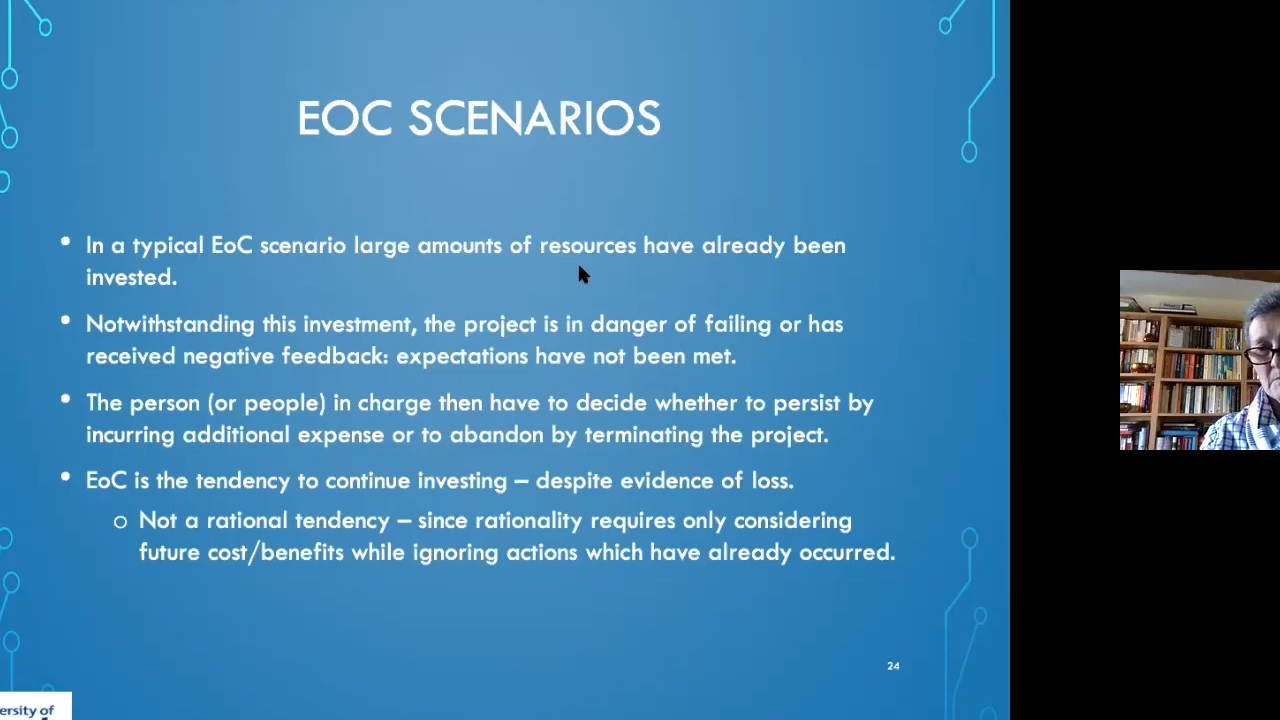 EOC SCENARIOS
• In a typical EoC scenario large amounts of resources have already been
invested.
• Notwithstanding this investment, the project is in danger of failing or has
received negative feedback: expectations have not been met.
• The person (or people) in charge then have to decide whether to persist by
incurring additional expense or to abandon by terminating the project.
• EoC is the tendency to continue investing – despite evidence of loss.
o Not a rational tendency – since rationality requires only considering
future cost/benefits while ignoring actions which have already occurred.
24
ersity of